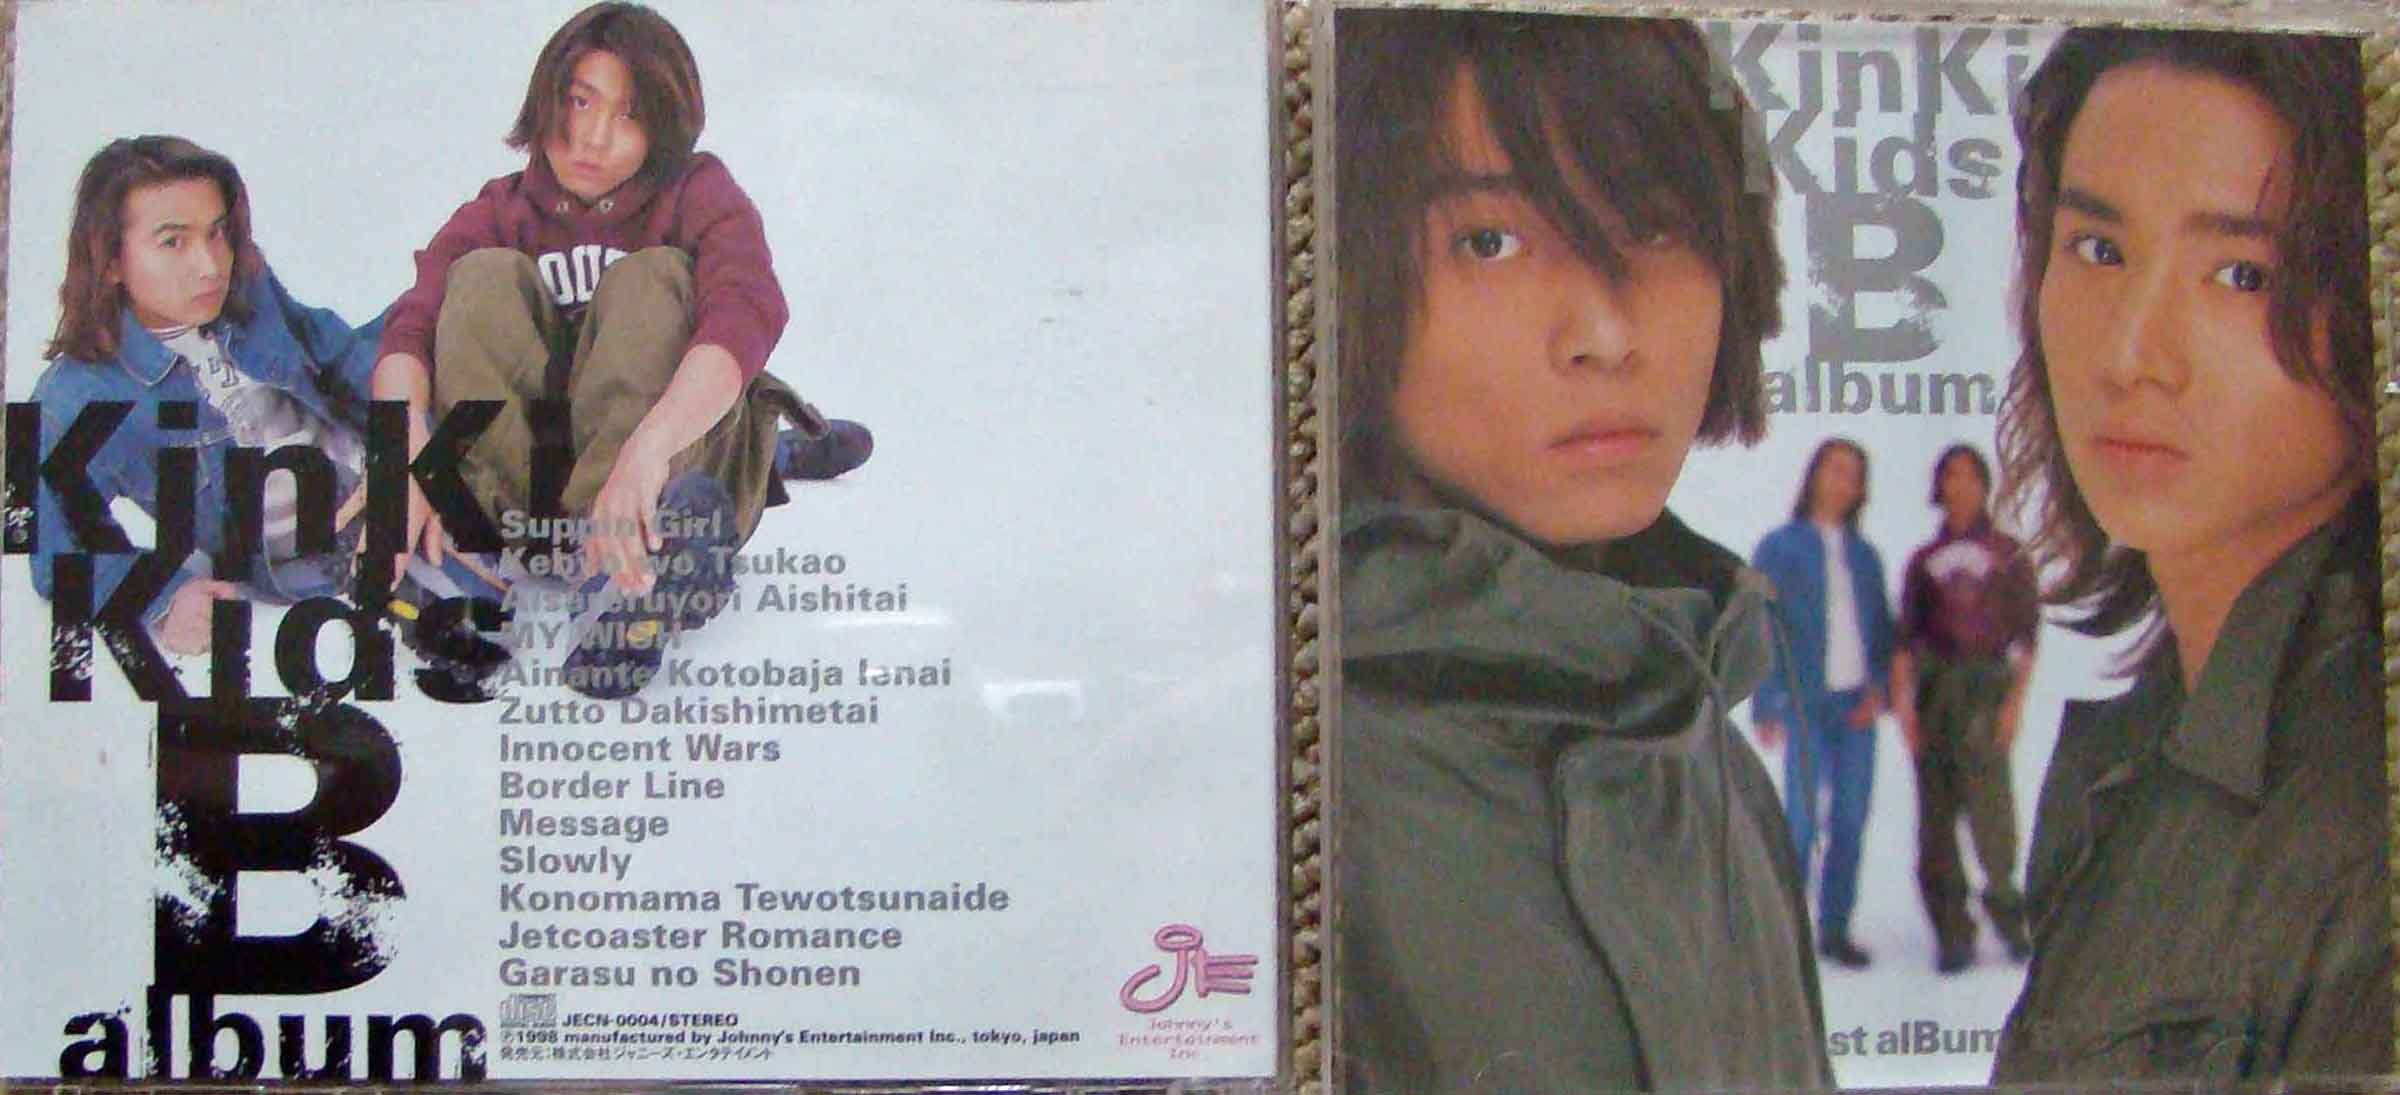 KinKi
Kids
B
album
Suppin Girl
Kebyo wo Tsukao
Aisareruyori Aishitai
MY WISH
Ainante Kotobaja Ienai
Zutto Dakishimetai
Innocent Wars
Border Line
Message
Slowly
Konomama Tewotsunaide
Jetcoaster Romance
Garasu no Shonen
JECN-0004/STEREO
℗1998 manufactured by Johnny's Entertainment Inc., tokyo, japan
発売元:株式会社ジャニーズ・エンタテイメント
Johnny's
Entertainment
Inc
KinKi
Kids
B
album
st alBum